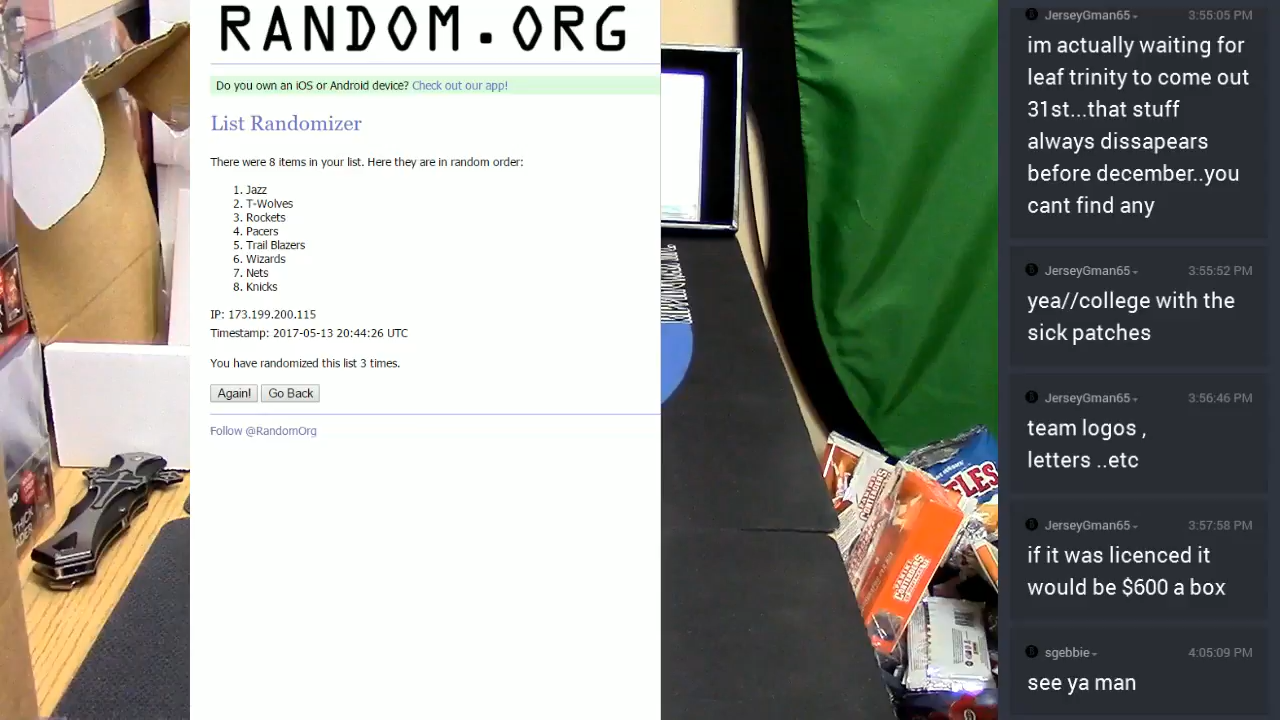 RANDOM.ORG
Do you own an iOS or Android device? Check out our app!
List Randomizer
There were 8 items in your list. Here they are in random order:
1. Jazz
2. T-Wolves
3. Rockets
4. Pacers
5. Trail Blazers
6. Wizards
7. Nets
8. Knicks
IP: 173.199.200.115
Timestamp: 2017-05-13 20:44:26 UTC
You have randomized this list 3 times.
Again! Go Back
Follow @RandomOrg
JerseyGman65 3:55:05 PM
im actually waiting for
leaf trinity to come out
31st...that stuff
always dissapears
before december..you
cant find any
JerseyGman65 3:55:52 PM
yea//college with the
sick patches
JerseyGman65 3:56:46 PM
team logos ,
letters ..etc
JerseyGman65 3:57:58 PM
if it was licenced it
would be $600 a box
sgebbie 4:05:09 PM
see ya man